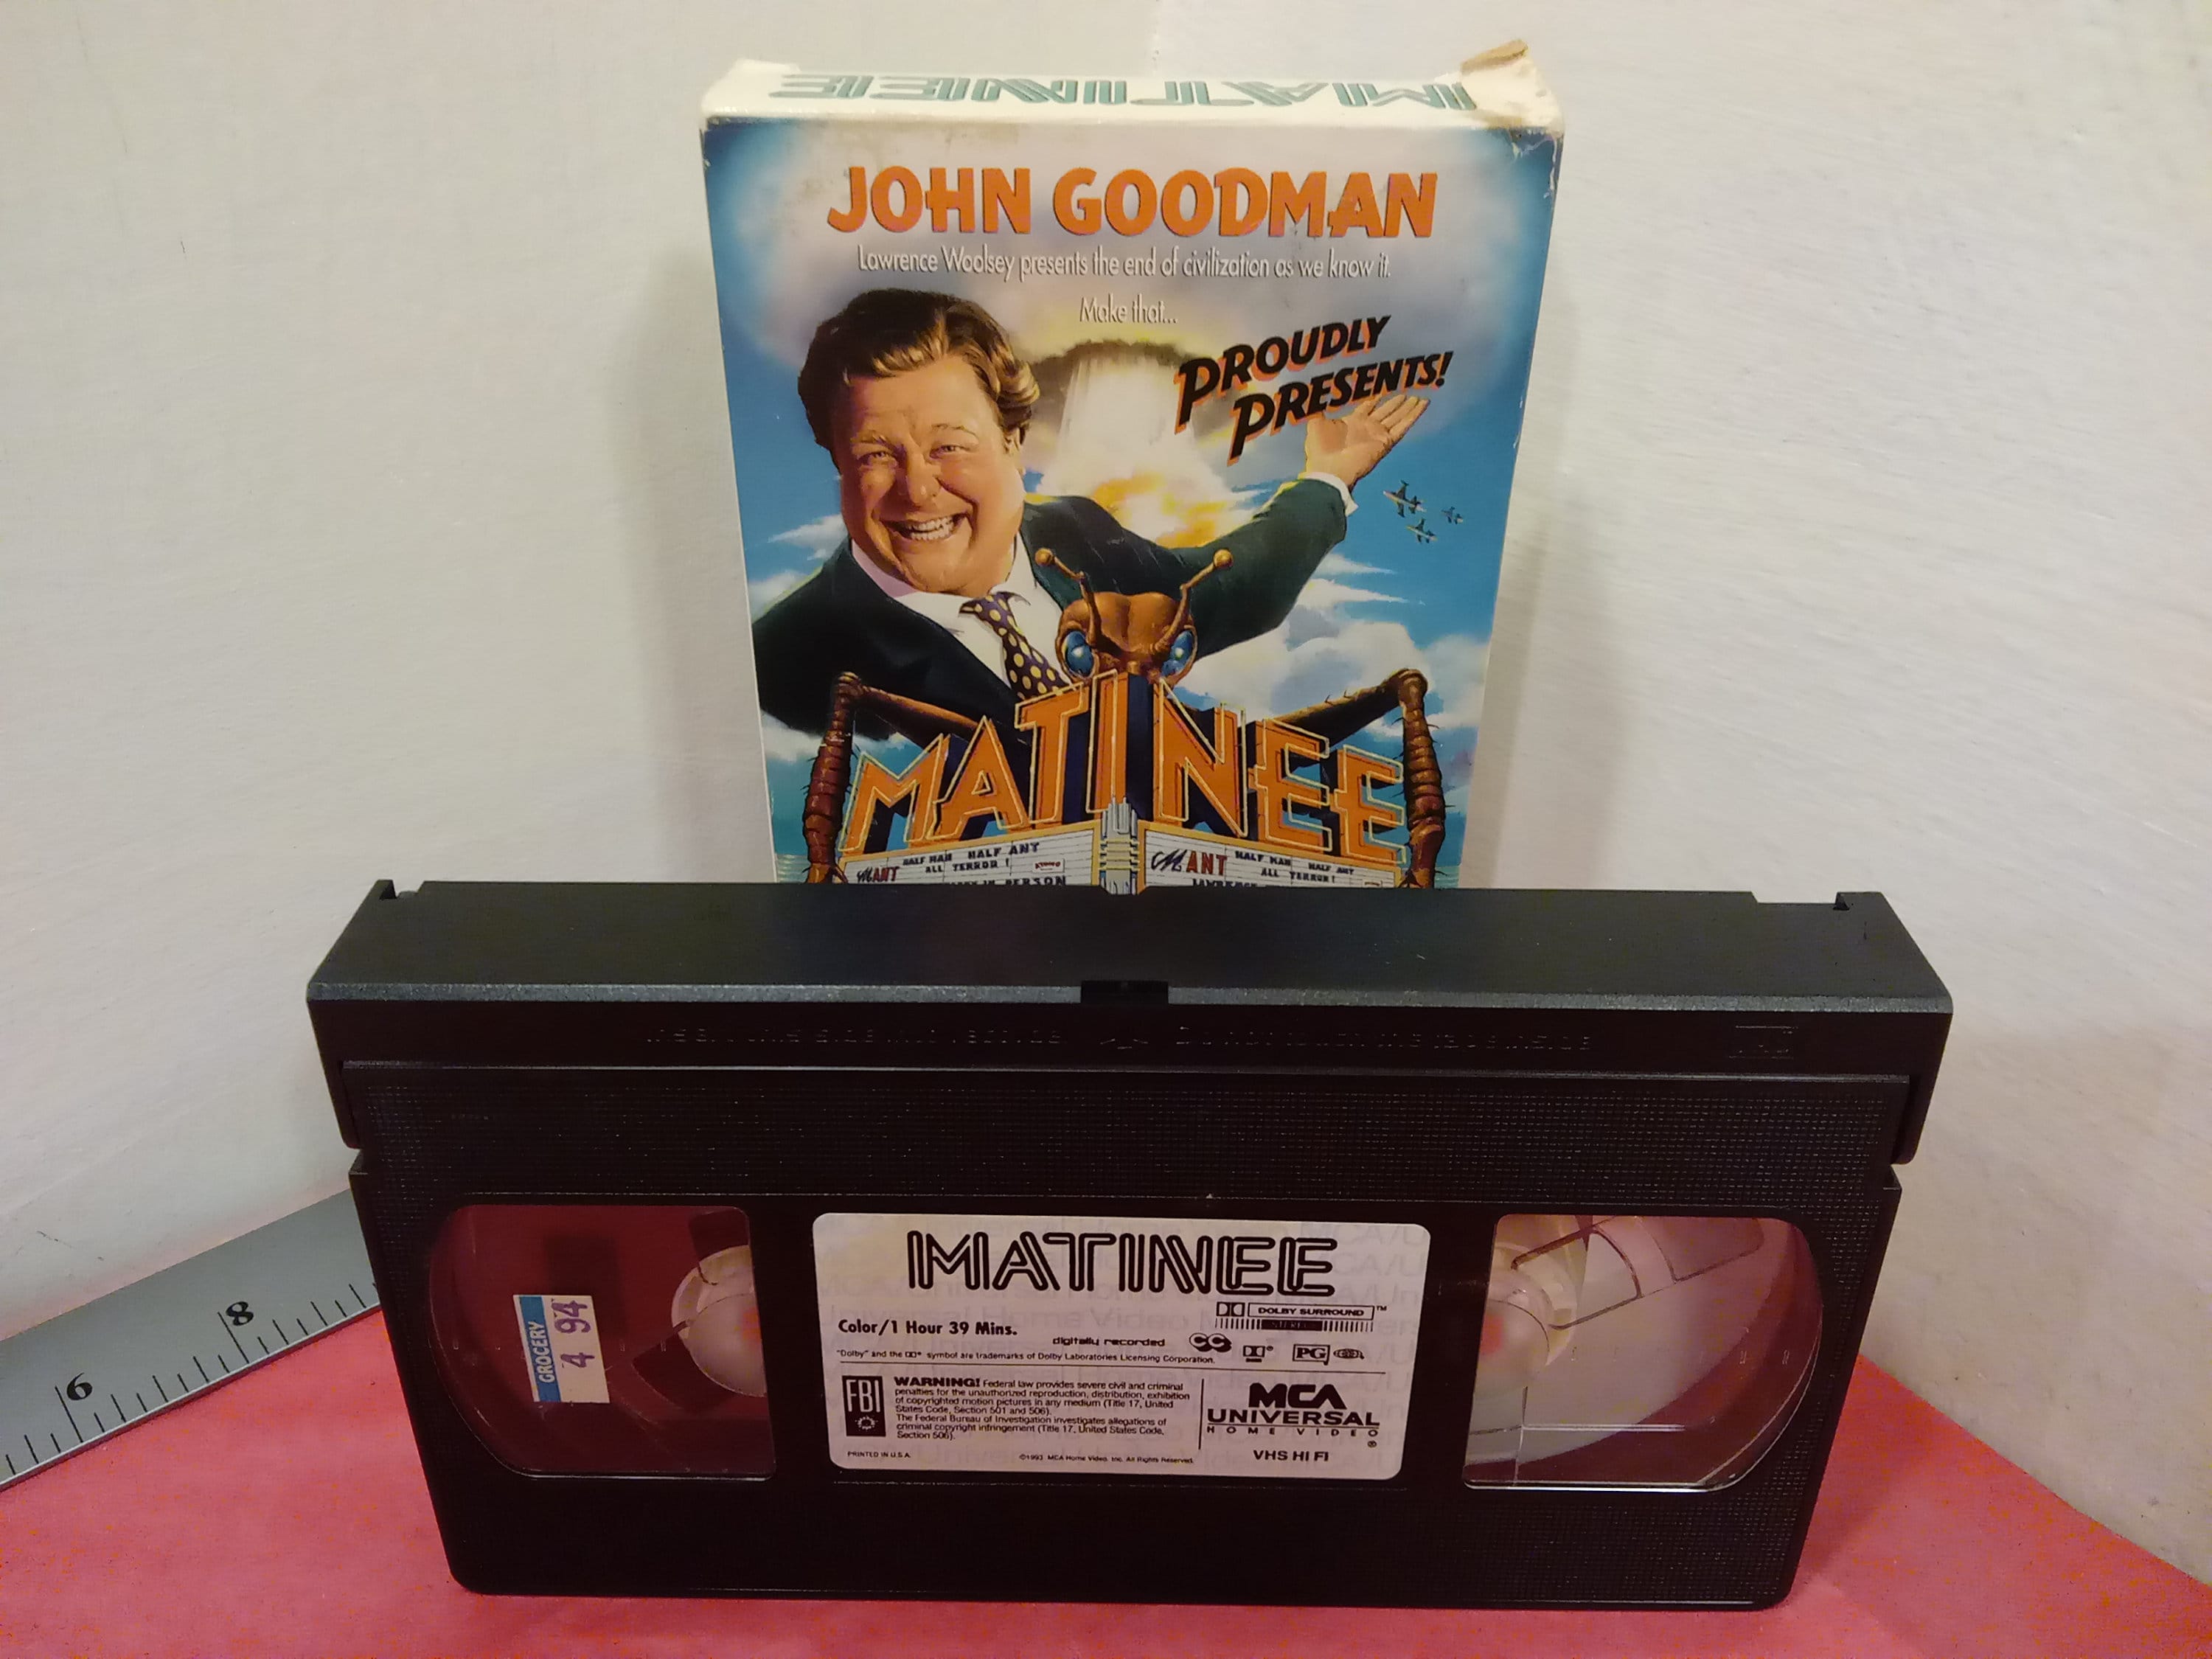 MATINEE
JOHN GOODMAN
Lawrence Woolsey presents the end of civilization as we know it.
Make that...
PROUDLY
PRESENTS!
MATINEE
HALF MAN HALF ANT
MANT ALL TERROR!
IN PERSON
MANT HALF MAN HALF ANT
ALL TERROR!
MATINEE
DOLBY SURROUND™
STEREO
Color/1 Hour 39 Mins.
digitally recorded
CC
PG
"Dolby" and the symbol are trademarks of Dolby Laboratories Licensing Corporation.
FBI
WARNING! Federal law provides severe civil and criminal
penalties for the unauthorized reproduction, distribution, exhibition
of copyrighted motion pictures in any medium (Title 17, United
States Code, Section 501 and 506).
The Federal Bureau of Investigation investigates allegations of
criminal copyright infringement (Title 17, United States Code,
Section 506).
MCA
UNIVERSAL
HOME VIDEO
®
PRINTED IN U.S.A.
©1993 MCA Home Video, Inc. All Rights Reserved.
VHS HI FI
GROCERY
4 94
6
8